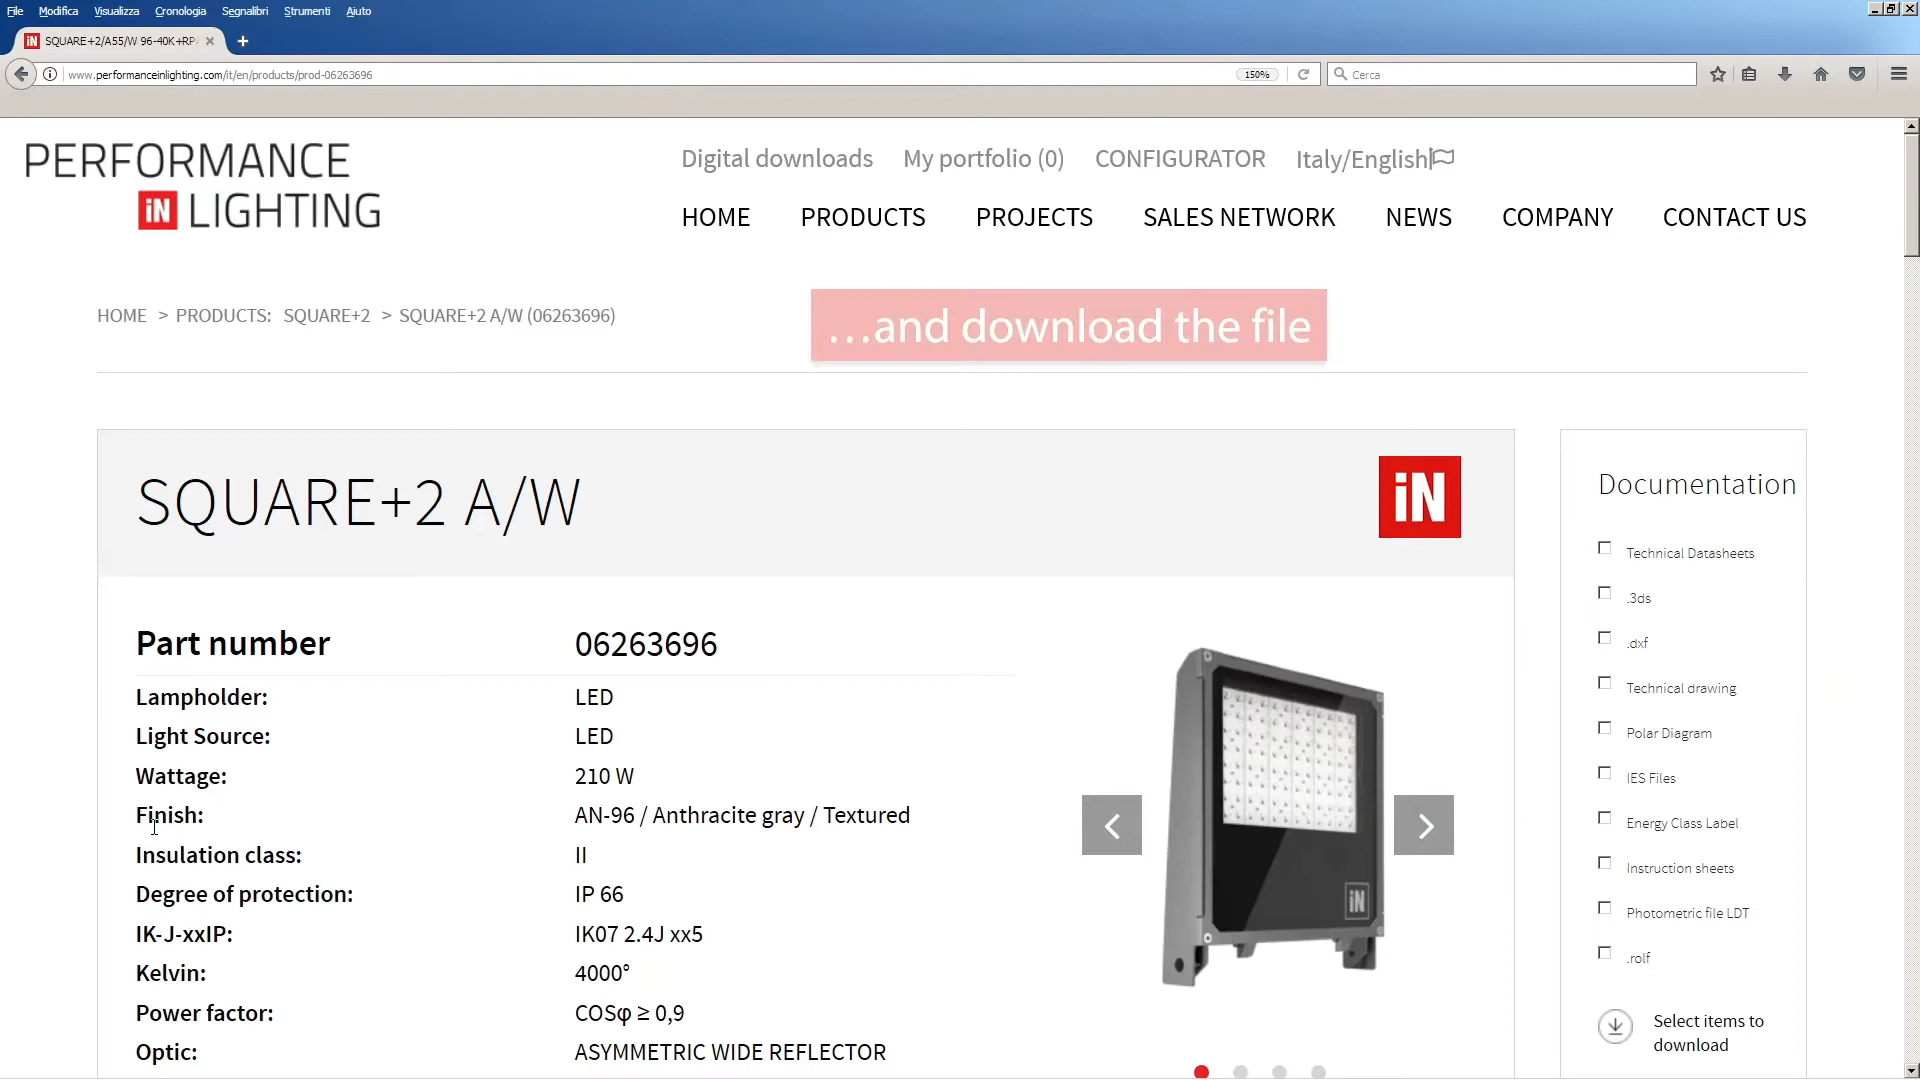 File Modifica Visualizza Cronologia Segnalibri Strumenti Aiuto
iN SQUARE+2/A55/W 96-40K+RP
www.performanceinlighting.com/it/en/products/prod-06263696 150% Cerca
PERFORMANCE
iN LIGHTING
Digital downloads My portfolio (0) CONFIGURATOR Italy/English
HOME PRODUCTS PROJECTS SALES NETWORK NEWS COMPANY CONTACT US
HOME > PRODUCTS: SQUARE+2 > SQUARE+2 A/W (06263696)
...and download the file
SQUARE+2 A/W
iN
Part number 06263696
Lampholder: LED
Light Source: LED
Wattage: 210 W
Finish: AN-96 / Anthracite gray / Textured
Insulation class: II
Degree of protection: IP 66
IK-J-xxIP: IK07 2.4J xx5
Kelvin: 4000°
Power factor: COSφ ≥ 0,9
Optic: ASYMMETRIC WIDE REFLECTOR
iN
Documentation
Technical Datasheets
.3ds
.dxf
Technical drawing
Polar Diagram
IES Files
Energy Class Label
Instruction sheets
Photometric file LDT
.rolf
Select items to
download